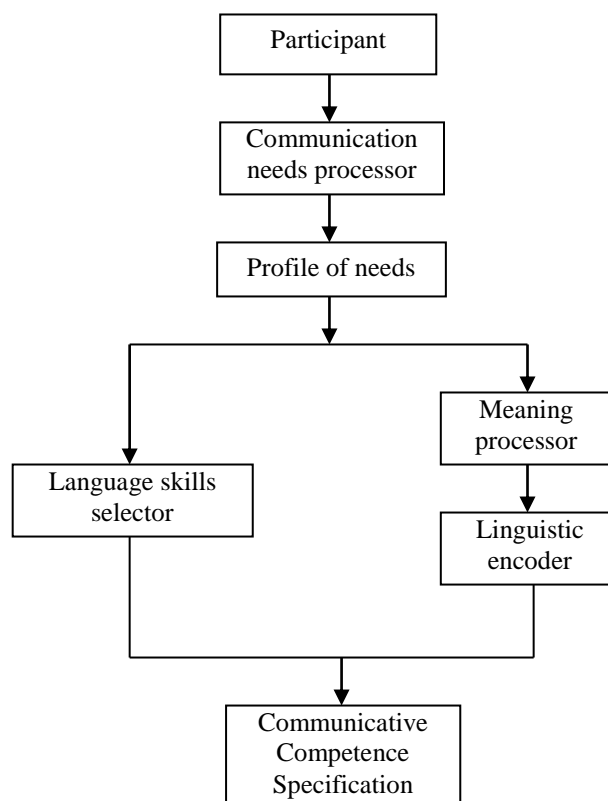 Participant
Communication
needs processor
Profile of needs
Meaning
processor
Language skills
selector
Linguistic
encoder
Communicative
Competence
Specification